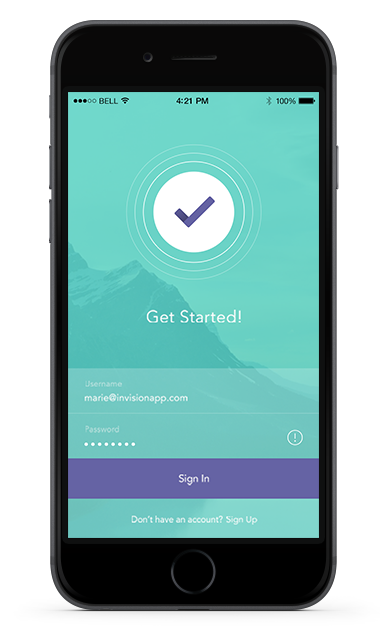 BELL 4:21 PM 100%
Get Started!
Username
marie@invisionapp.com
Password
Sign In
Don't have an account? Sign Up